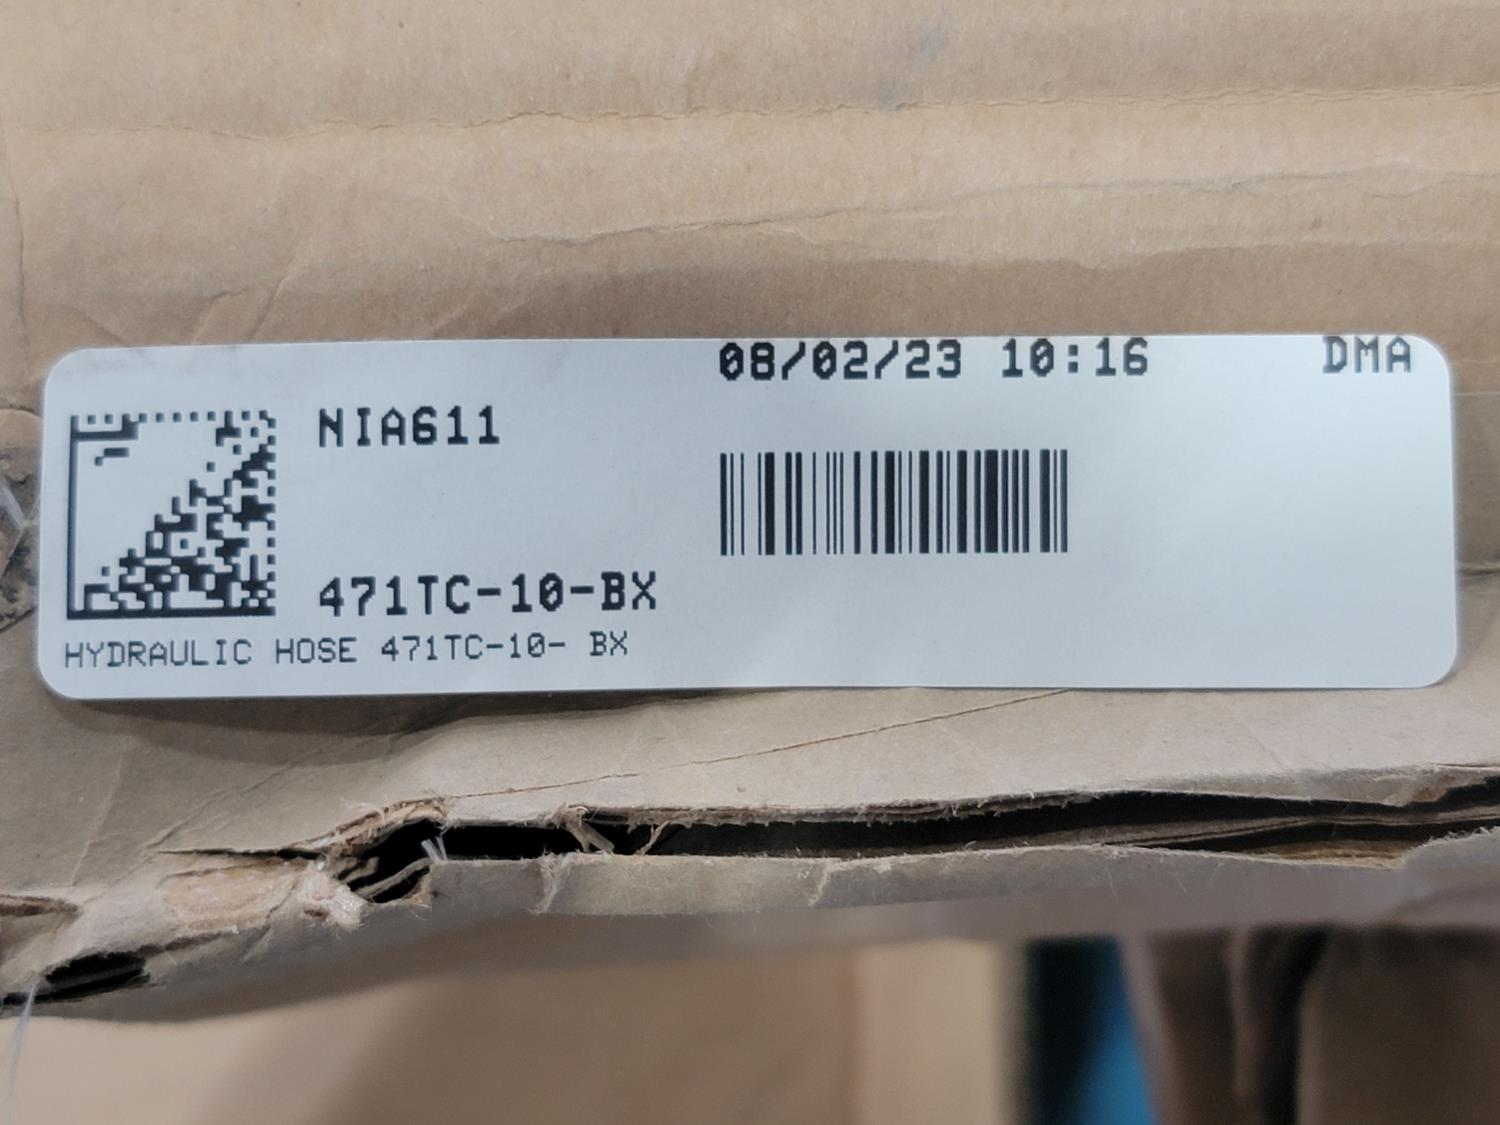 08/02/23 10:16 DMA
NIA611
471TC-10-BX
HYDRAULIC HOSE 471TC-10- BX